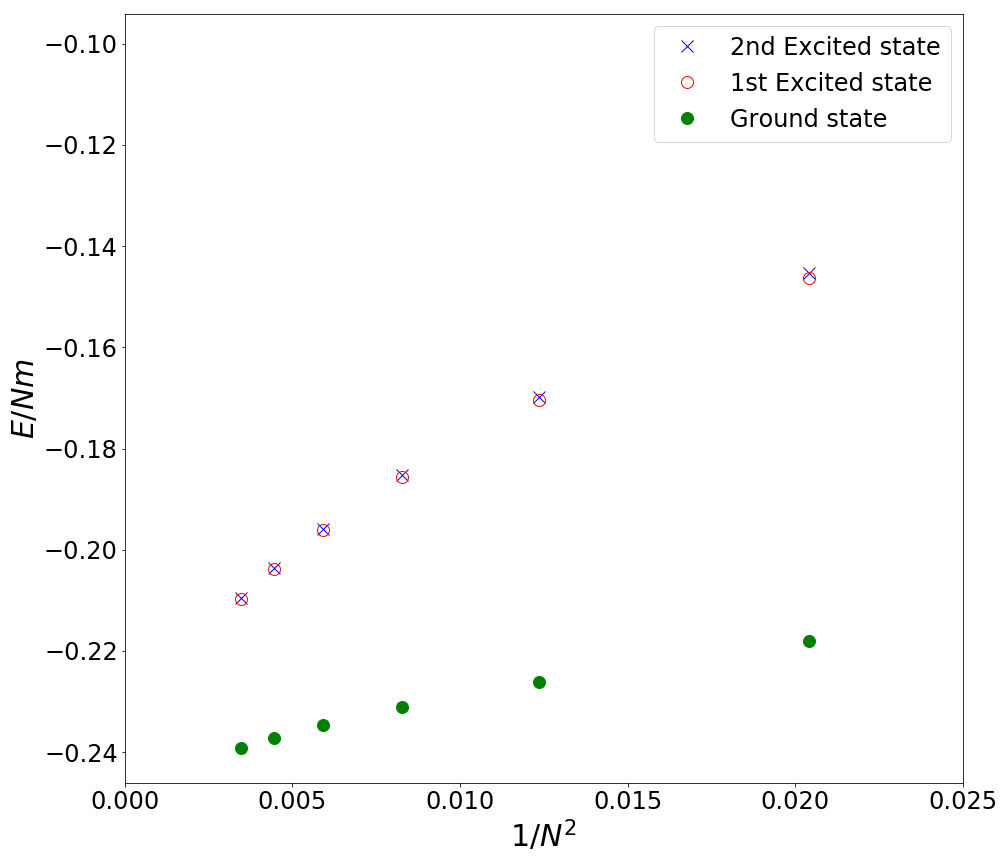 −0.10
−0.12
−0.14
−0.16
−0.18
−0.20
−0.22
−0.24
E/Nm
2nd Excited state
1st Excited state
Ground state
0.000 0.005 0.010 0.015 0.020 0.025
1/N²